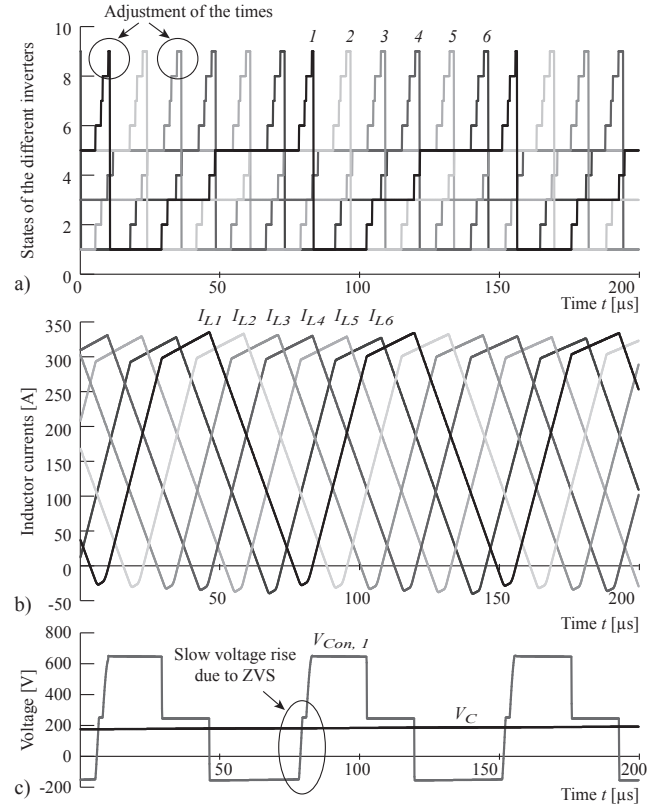 Adjustment of the times
1 2 3 4 5 6
10
8
6
4
2
0
States of the different inverters
0 50 100 150 200
a)
Time t [µs]
I_L1 I_L2 I_L3 I_L4 I_L5 I_L6
350
300
250
200
150
100
50
0
-50
Inductor currents [A]
50 100 150 200
b)
Time t [µs]
800
600
400
200
0
-200
Voltage [V]
Slow voltage rise
due to ZVS
V_Con, 1
V_C
50 100 150 200
c)
Time t [µs]